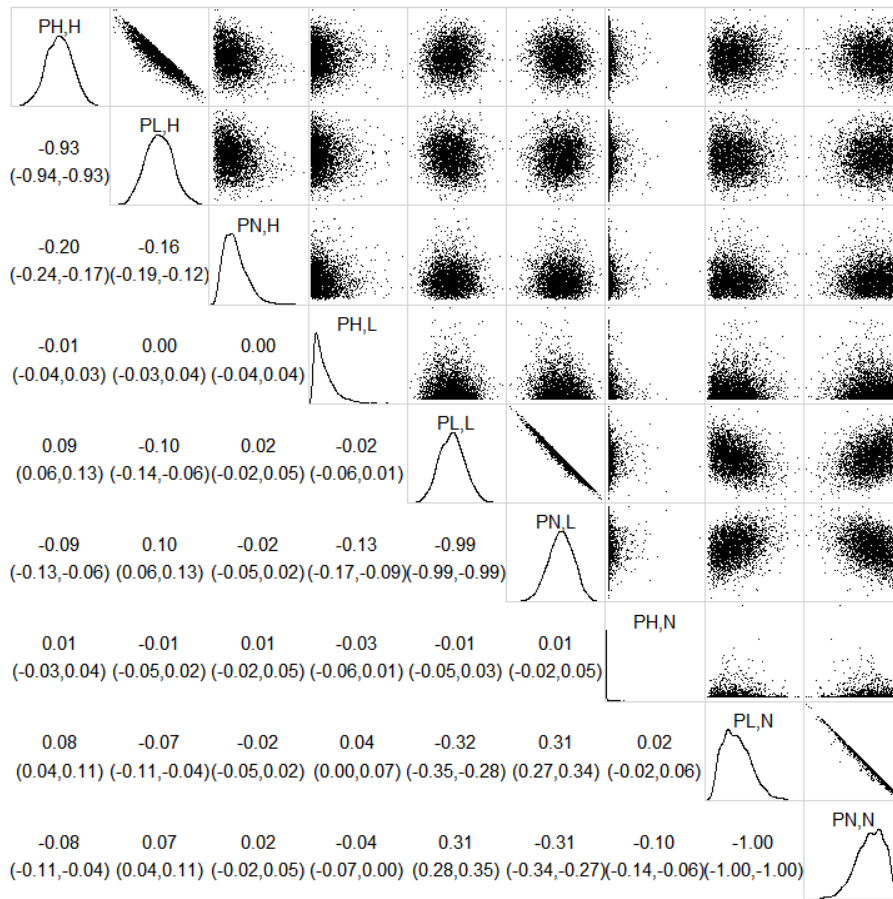 PH,H
PL,H
-0.93
(-0.94,-0.93)
PN,H
-0.20 -0.16
(-0.24,-0.17) (-0.19,-0.12)
PH,L
-0.01 0.00 0.00
(-0.04,0.03) (-0.03,0.04) (-0.04,0.04)
PL,L
0.09 -0.10 0.02 -0.02
(0.06,0.13) (-0.14,-0.06) (-0.02,0.05) (-0.06,0.01)
PN,L
-0.09 0.10 -0.02 -0.13 -0.99
(-0.13,-0.06) (0.06,0.13) (-0.05,0.02) (-0.17,-0.09) (-0.99,-0.99)
PH,N
0.01 -0.01 0.01 -0.03 -0.01 0.01
(-0.03,0.04) (-0.05,0.02) (-0.02,0.05) (-0.06,0.01) (-0.05,0.03) (-0.02,0.05)
PL,N
0.08 -0.07 -0.02 0.04 -0.32 0.31 0.02
(0.04,0.11) (-0.11,-0.04) (-0.05,0.02) (0.00,0.07) (-0.35,-0.28) (0.27,0.34) (-0.02,0.06)
PN,N
-0.08 0.07 0.02 -0.04 0.31 -0.31 -0.10 -1.00
(-0.11,-0.04) (0.04,0.11) (-0.02,0.05) (-0.07,0.00) (0.28,0.35) (-0.34,-0.27) (-0.14,-0.06) (-1.00,-1.00)